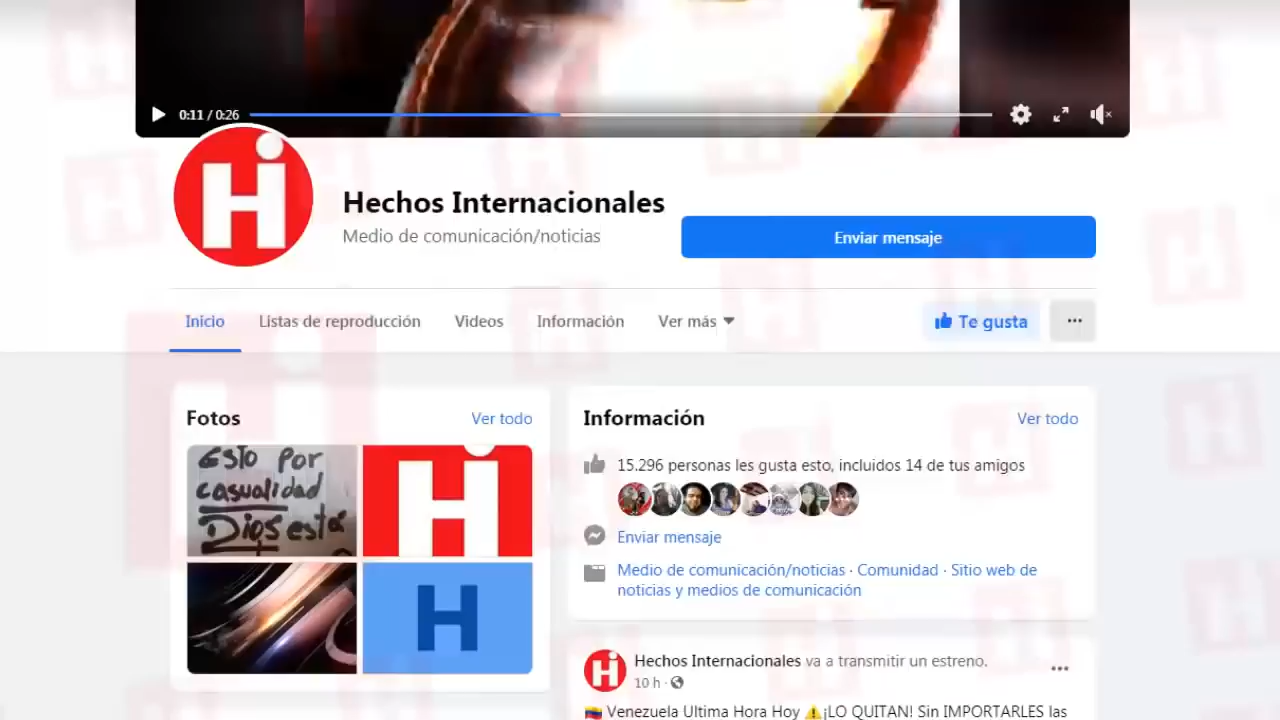 0:11 / 0:26
Hi
Hechos Internacionales
Medio de comunicación/noticias
Enviar mensaje
Inicio
Listas de reproducción
Videos
Información
Ver más
Te gusta
Fotos
Ver todo
Esto por
casualidad
Dios está
H
H
Información
Ver todo
15.296 personas les gusta esto, incluidos 14 de tus amigos
Enviar mensaje
Medio de comunicación/noticias · Comunidad · Sitio web de
noticias y medios de comunicación
Hi
Hechos Internacionales va a transmitir un estreno.
10 h ·
🇻🇪 Venezuela Ultima Hora Hoy ⚠️¡LO QUITAN! Sin IMPORTARLES las